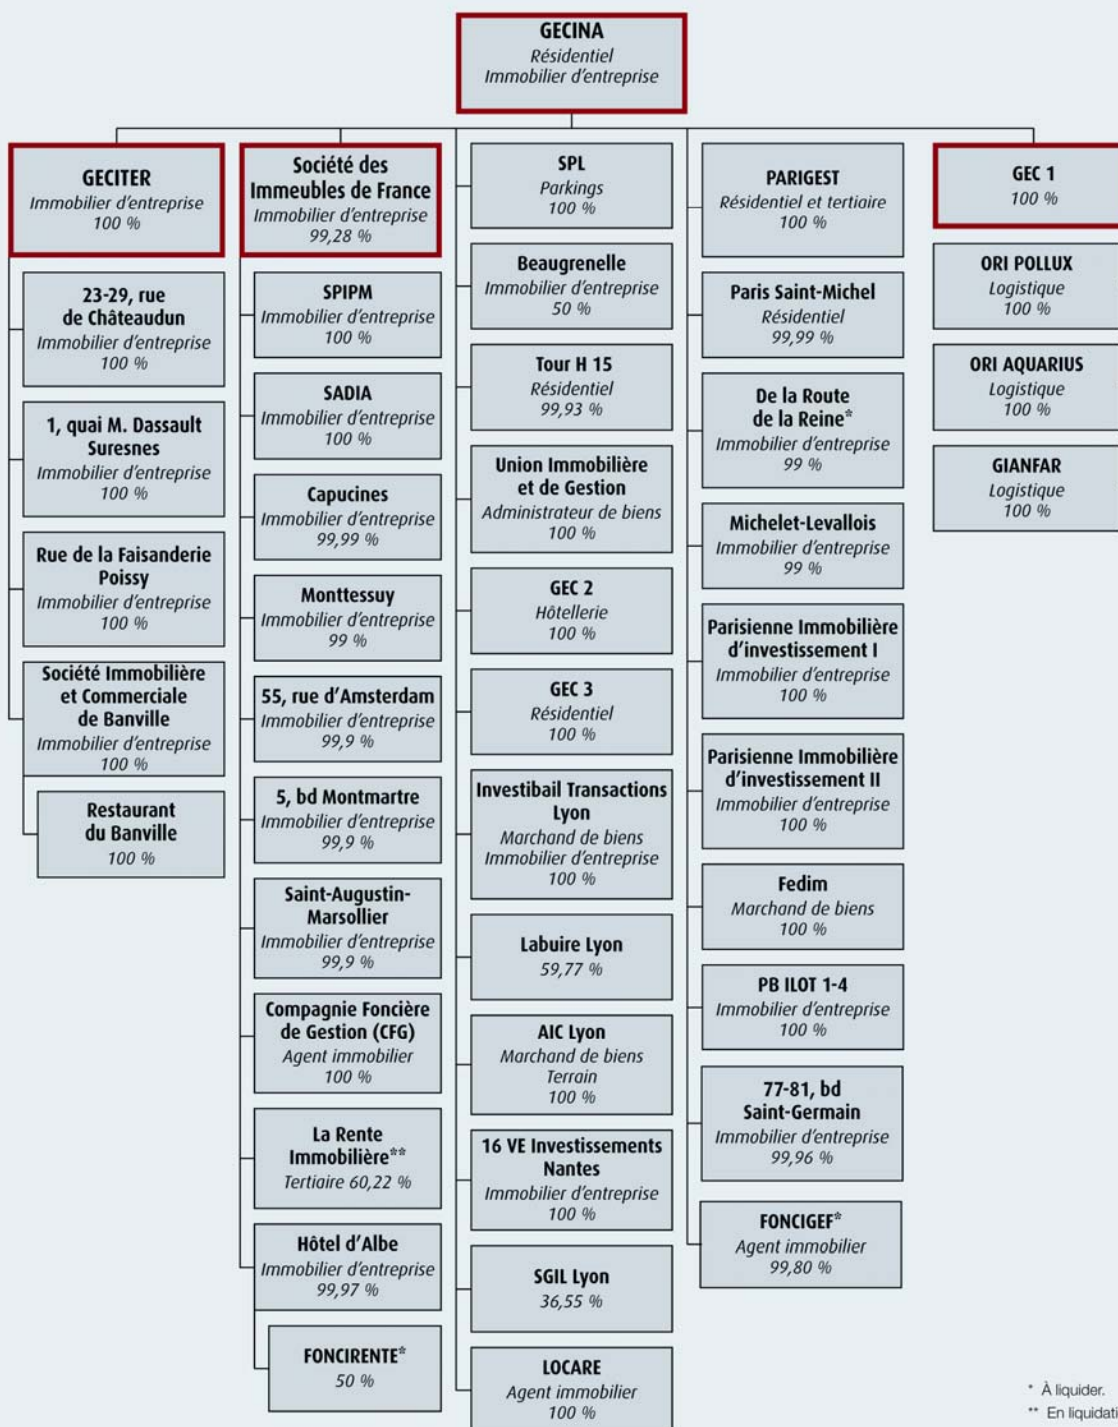 GECINA
Résidentiel
Immobilier d'entreprise
GECITER
Immobilier d'entreprise
100 %
23-29, rue
de Châteaudun
Immobilier d'entreprise
100 %
1, quai M. Dassault
Suresnes
Immobilier d'entreprise
100 %
Rue de la Faisanderie
Poissy
Immobilier d'entreprise
100 %
Société Immobilière
et Commerciale
de Banville
Immobilier d'entreprise
100 %
Restaurant
du Banville
100 %
Société des
Immeubles de France
Immobilier d'entreprise
99,28 %
SPIPM
Immobilier d'entreprise
100 %
SADIA
Immobilier d'entreprise
100 %
Capucines
Immobilier d'entreprise
99,99 %
Monttessuy
Immobilier d'entreprise
99 %
55, rue d'Amsterdam
Immobilier d'entreprise
99,9 %
5, bd Montmartre
Immobilier d'entreprise
99,9 %
Saint-Augustin-
Marsollier
Immobilier d'entreprise
99,9 %
Compagnie Foncière
de Gestion (CFG)
Agent immobilier
100 %
La Rente
Immobilière**
Tertiaire 60,22 %
Hôtel d'Albe
Immobilier d'entreprise
99,97 %
FONCIRENTE*
50 %
SPL
Parkings
100 %
Beaugrenelle
Immobilier d'entreprise
50 %
Tour H 15
Résidentiel
99,93 %
Union Immobilière
et de Gestion
Administrateur de biens
100 %
GEC 2
Hôtellerie
100 %
GEC 3
Résidentiel
100 %
Investibail Transactions
Lyon
Marchand de biens
Immobilier d'entreprise
100 %
Labuire Lyon
59,77 %
AIC Lyon
Marchand de biens
Terrain
100 %
16 VE Investissements
Nantes
Immobilier d'entreprise
100 %
SGIL Lyon
36,55 %
LOCARE
Agent immobilier
100 %
PARIGEST
Résidentiel et tertiaire
100 %
Paris Saint-Michel
Résidentiel
99,99 %
De la Route
de la Reine*
Immobilier d'entreprise
99 %
Michelet-Levallois
Immobilier d'entreprise
99 %
Parisienne Immobilière
d'investissement I
Immobilier d'entreprise
100 %
Parisienne Immobilière
d'investissement II
Immobilier d'entreprise
100 %
Fedim
Marchand de biens
100 %
PB ILOT 1-4
Immobilier d'entreprise
100 %
77-81, bd
Saint-Germain
Immobilier d'entreprise
99,96 %
FONCIGEF*
Agent immobilier
99,80 %
GEC 1
100 %
ORI POLLUX
Logistique
100 %
ORI AQUARIUS
Logistique
100 %
GIANFAR
Logistique
100 %
* À liquider.
** En liquidati